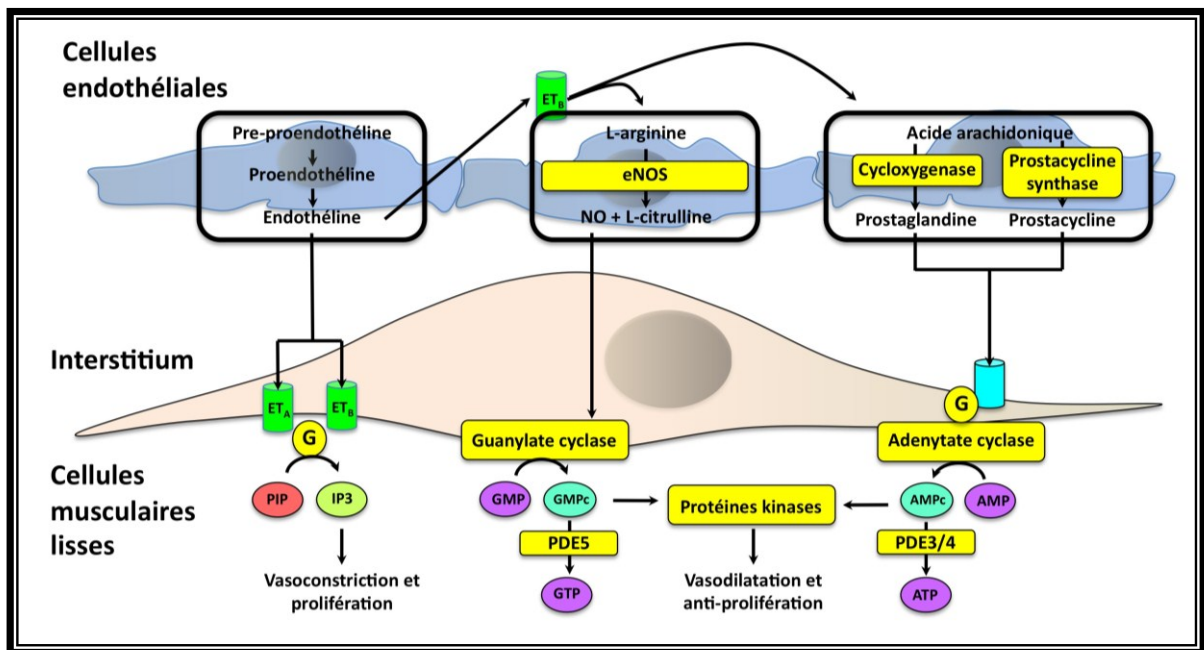 Cellules
endothéliales
Pre-proendothéline
Proendothéline
Endothéline
ETB
L-arginine
eNOS
NO + L-citrulline
Acide arachidonique
Cycloxygenase
Prostacycline
synthase
Prostaglandine
Prostacycline
Interstitium
ETA
ETB
G
G
Guanylate cyclase
Adenytate cyclase
Cellules
musculaires
lisses
PIP
IP3
GMP
GMPc
Protéines kinases
AMPc
AMP
PDE5
PDE3/4
Vasoconstriction et
prolifération
GTP
Vasodilatation et
anti-prolifération
ATP